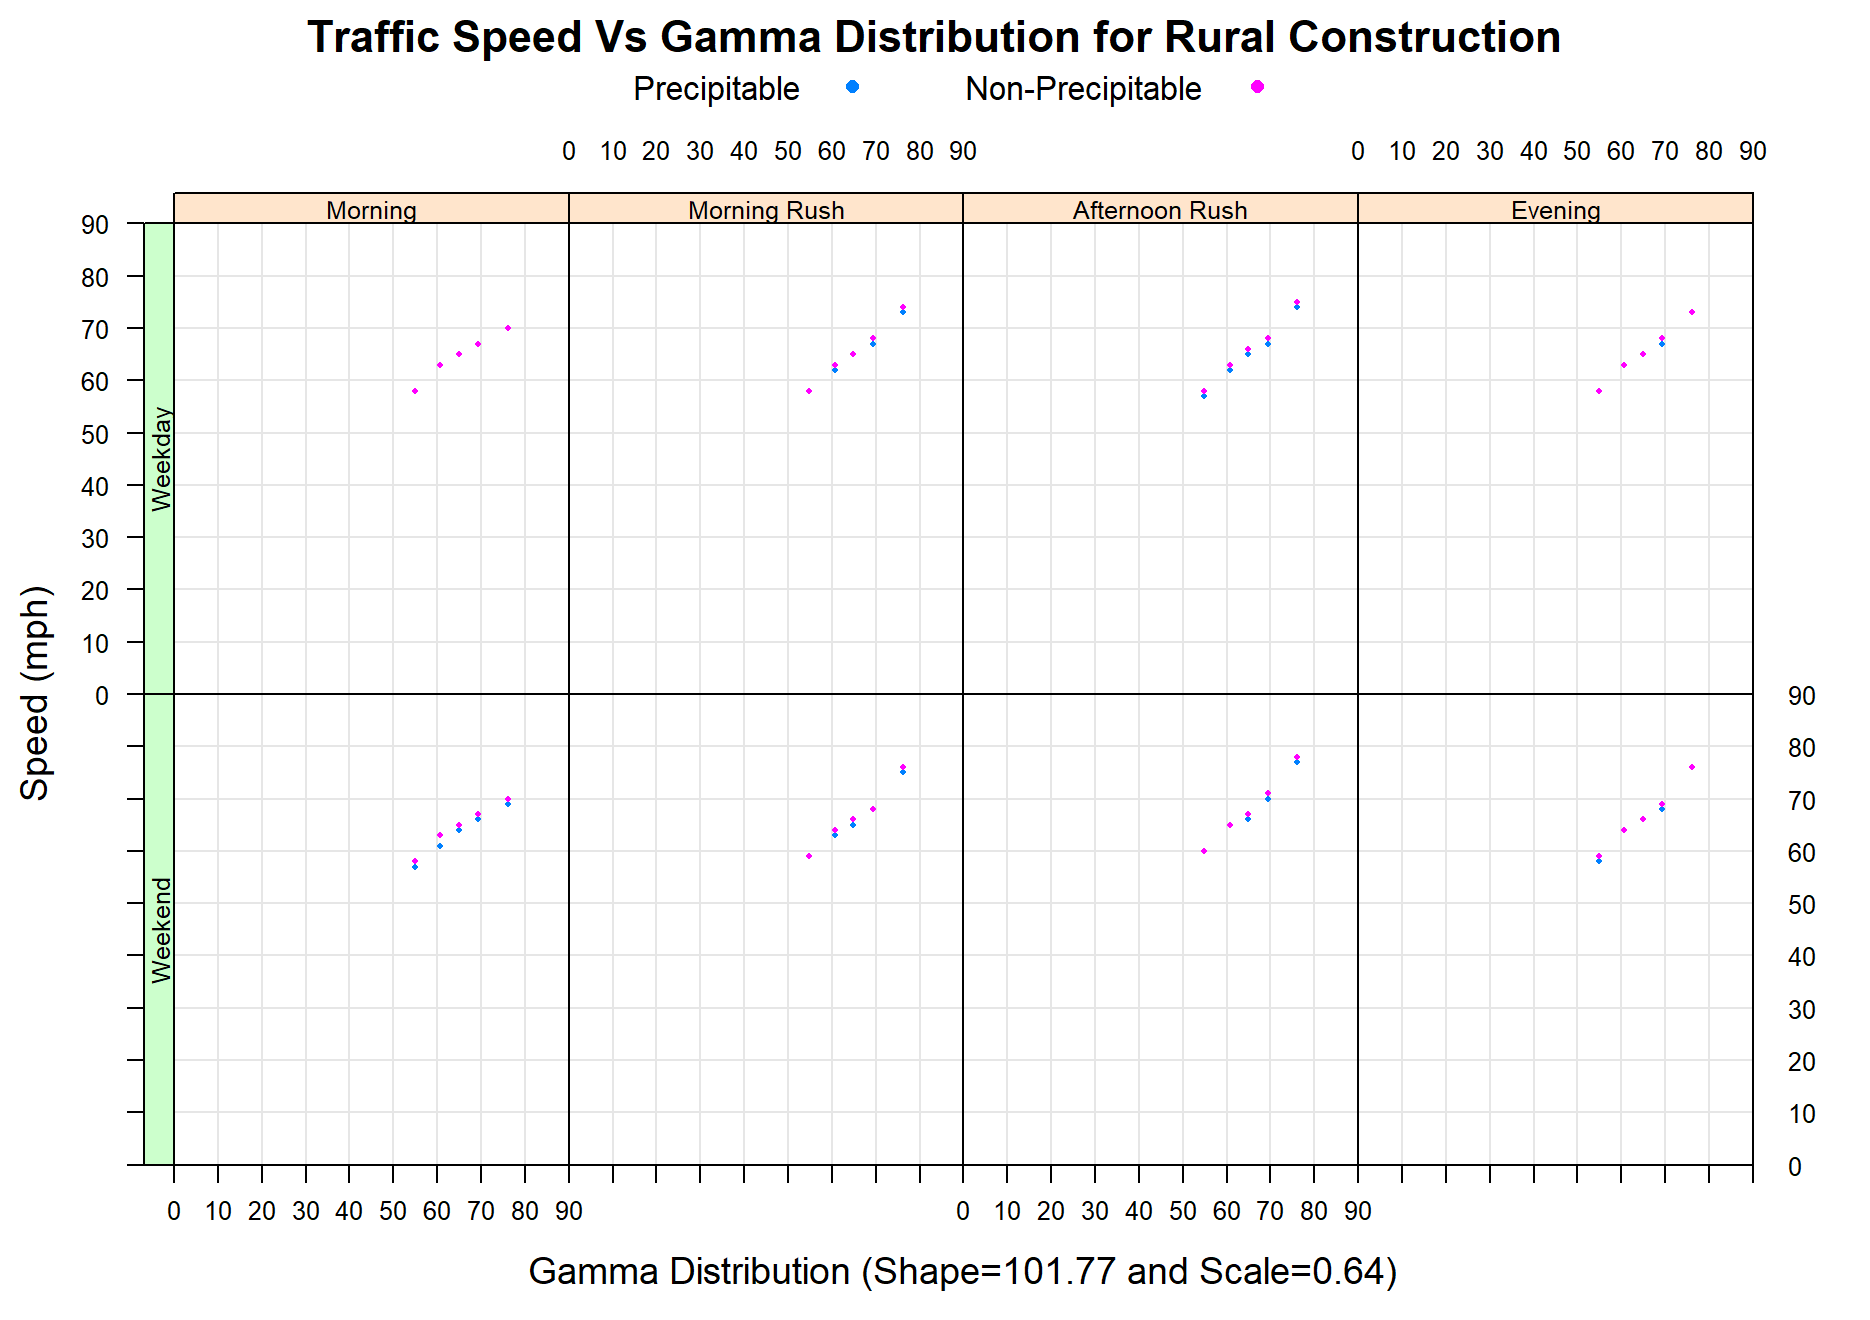 Traffic Speed Vs Gamma Distribution for Rural Construction
Precipitable Non-Precipitable
0 10 20 30 40 50 60 70 80 90 0 10 20 30 40 50 60 70 80 90
Morning Morning Rush Afternoon Rush Evening
90
80
70
60
50
40
30
20
10
0
Weekday
Speed (mph)
Weekend
90
80
70
60
50
40
30
20
10
0
0 10 20 30 40 50 60 70 80 90 0 10 20 30 40 50 60 70 80 90
Gamma Distribution (Shape=101.77 and Scale=0.64)